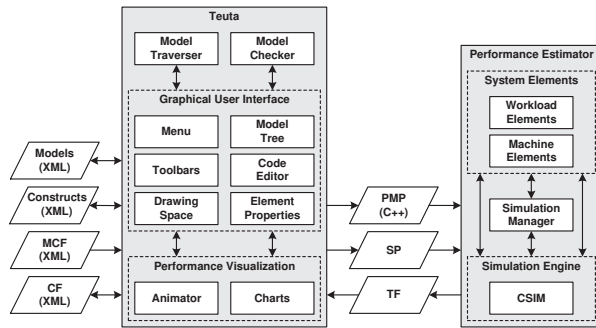 Teuta
Model
Traverser
Model
Checker
Graphical User Interface
Menu
Model
Tree
Toolbars
Code
Editor
Drawing
Space
Element
Properties
Performance Visualization
Animator
Charts
Models
(XML)
Constructs
(XML)
MCF
(XML)
CF
(XML)
PMP
(C++)
SP
TF
Performance Estimator
System Elements
Workload
Elements
Machine
Elements
Simulation
Manager
Simulation Engine
CSIM